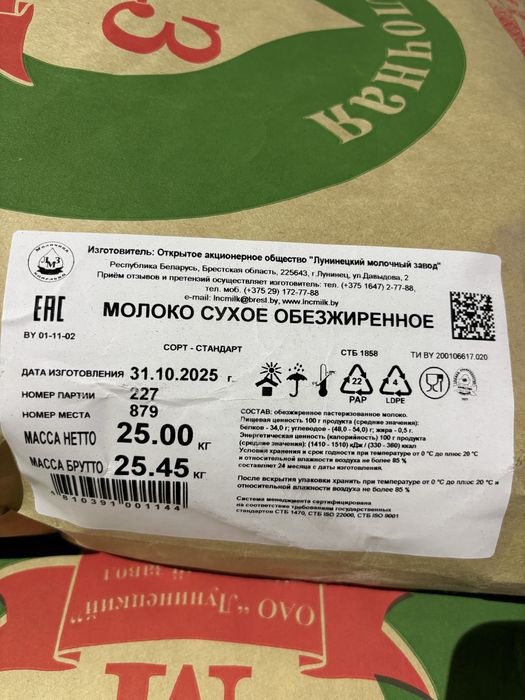 ЮЧНАЯ
Молочная
ЛМЗ
компания
Изготовитель: Открытое акционерное общество "Лунинецкий молочный завод"
Республика Беларусь, Брестская область, 225643, г.Лунинец, ул.Давыдова, 2
Приём отзывов и претензий осуществляет изготовитель: тел. (+375 1647) 2-77-88,
тел. моб. (+375 29) 172-77-88
e-mail: lncmilk@brest.by, www.lncmilk.by
ЕАС
BY 01-11-02
МОЛОКО СУХОЕ ОБЕЗЖИРЕННОЕ
СОРТ - СТАНДАРТ
СТБ 1858
ТИ BY 200106617.020
ДАТА ИЗГОТОВЛЕНИЯ 31.10.2025 г.
НОМЕР ПАРТИИ 227
НОМЕР МЕСТА 879
МАССА НЕТТО 25.00 КГ
МАССА БРУТТО 25.45 КГ
4810391001144
22
PAP
4
LDPE
СОСТАВ: обезжиренное пастеризованное молоко.
Пищевая ценность 100 г продукта (средние значения):
белков - 34,0 г; углеводов - (48,0 - 54,0) г; жира - 0,5 г.
Энергетическая ценность (калорийность) 100 г продукта
(средние значения): (1410 - 1510) кДж / (330 - 360) ккал
Условия хранения и срок годности при температуре от 0 °С до плюс 20 °С
и относительной влажности воздуха не более 85 %
составляет 24 месяца с даты изготовления.
После вскрытия упаковки хранить при температуре от 0 °С до плюс 20 °С и
относительной влажности воздуха не более 85 %
Система менеджмента сертифицирована
на соответствие требованиям государственных
стандартов СТБ 1470, СТБ ISO 22000, СТБ ISO 9001
ОАО "Лунинецкий
Й ЗАВОД
М